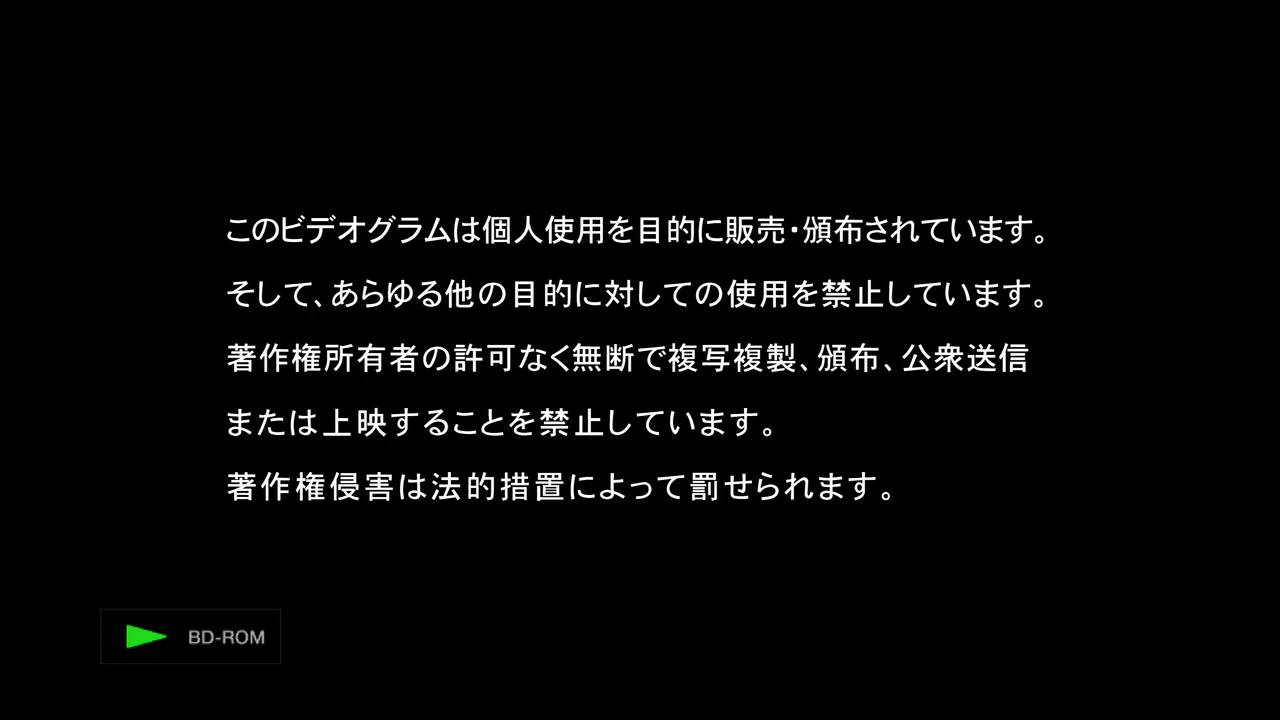 このビデオグラムは個人使用を目的に販売・頒布されています。
そして、あらゆる他の目的に対しての使用を禁止しています。
著作権所有者の許可なく無断で複写複製、頒布、公衆送信
または上映することを禁止しています。
著作権侵害は法的措置によって罰せられます。
BD-ROM